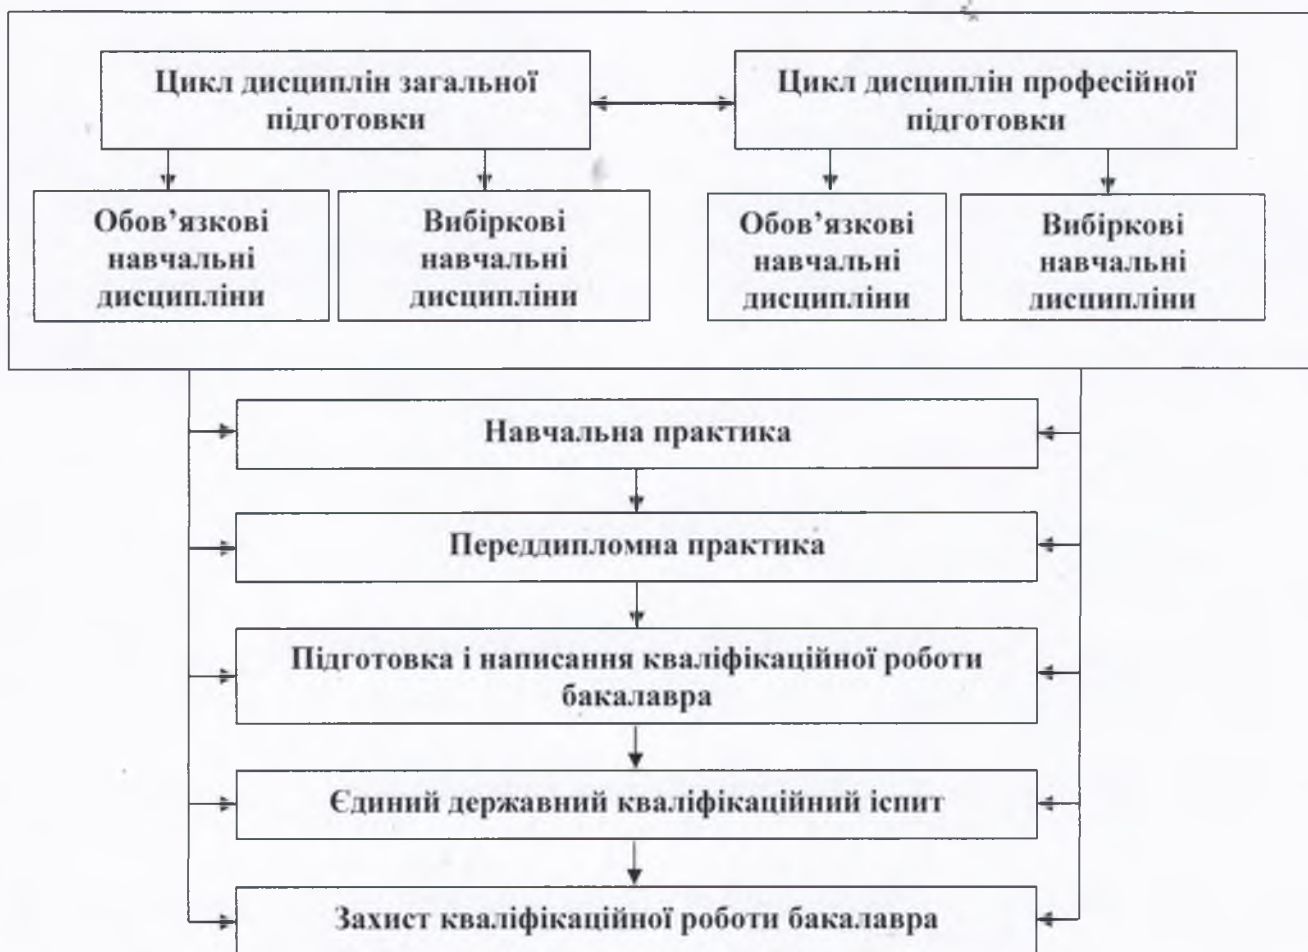 Цикл дисциплін загальної
підготовки
Цикл дисциплін професійної
підготовки
Обов’язкові
навчальні
дисципліни
Вибіркові
навчальні
дисципліни
Обов’язкові
навчальні
дисципліни
Вибіркові
навчальні
дисципліни
Навчальна практика
Переддипломна практика
Підготовка і написання кваліфікаційної роботи
бакалавра
Єдиний державний кваліфікаційний іспит
Захист кваліфікаційної роботи бакалавра